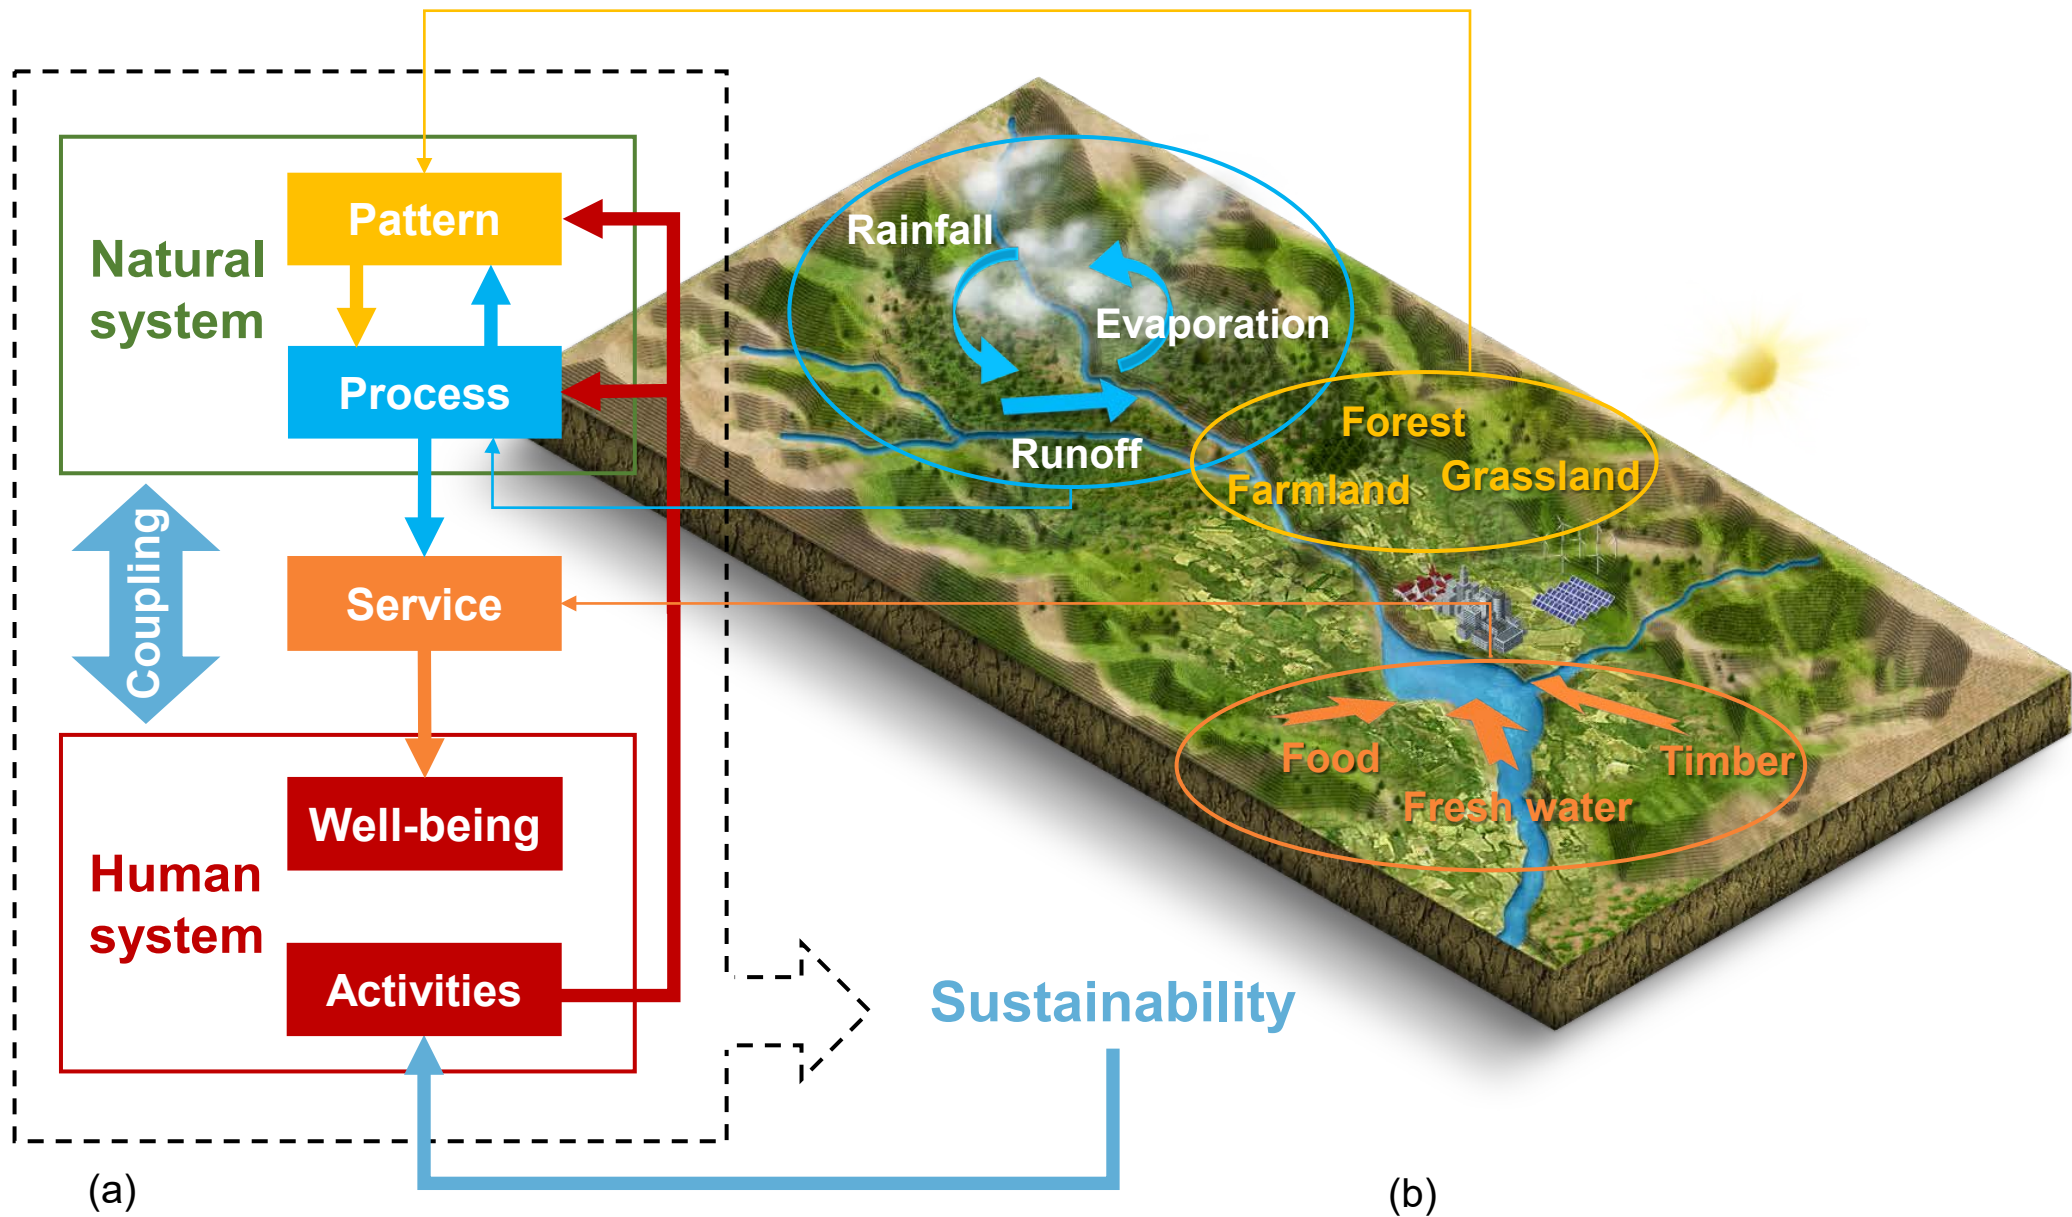 Natural
system
Pattern
Process
Coupling
Service
Human
system
Well-being
Activities
Sustainability
Rainfall
Evaporation
Runoff
Forest
Grassland
Farmland
Food
Timber
Fresh water
(a)
(b)